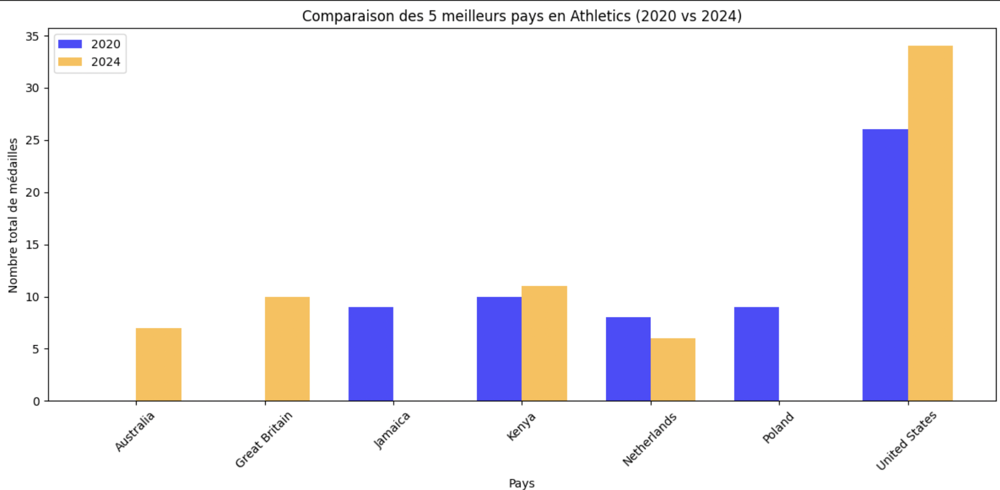 Comparaison des 5 meilleurs pays en Athletics (2020 vs 2024)
2020
2024
Nombre total de médailles
35
30
25
20
15
10
5
0
Australia
Great Britain
Jamaica
Kenya
Netherlands
Poland
United States
Pays